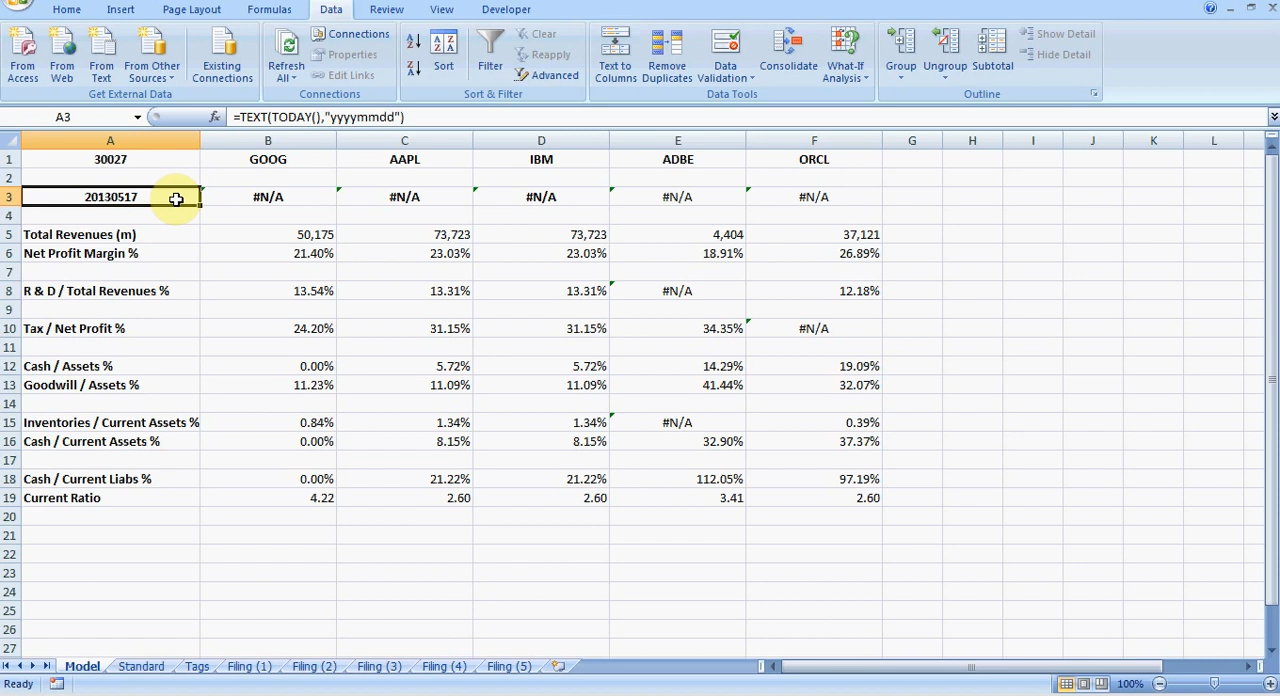 Home Insert Page Layout Formulas Data Review View Developer
From Access From Web From Text From Other Sources Existing Connections Refresh All Connections Properties Edit Links Sort Filter Clear Reapply Advanced Text to Columns Remove Duplicates Data Validation Consolidate What-If Analysis Group Ungroup Subtotal Show Detail Hide Detail
Get External Data Connections Sort & Filter Data Tools Outline
A3 fx =TEXT(TODAY(),"yyyymmdd")
A B C D E F G H I J K L
1 30027 GOOG AAPL IBM ADBE ORCL
2
3 20130517 #N/A #N/A #N/A #N/A #N/A
4
5 Total Revenues (m) 50,175 73,723 73,723 4,404 37,121
6 Net Profit Margin % 21.40% 23.03% 23.03% 18.91% 26.89%
7
8 R & D / Total Revenues % 13.54% 13.31% 13.31% #N/A 12.18%
9
10 Tax / Net Profit % 24.20% 31.15% 31.15% 34.35% #N/A
11
12 Cash / Assets % 0.00% 5.72% 5.72% 14.29% 19.09%
13 Goodwill / Assets % 11.23% 11.09% 11.09% 41.44% 32.07%
14
15 Inventories / Current Assets % 0.84% 1.34% 1.34% #N/A 0.39%
16 Cash / Current Assets % 0.00% 8.15% 8.15% 32.90% 37.37%
17
18 Cash / Current Liabs % 0.00% 21.22% 21.22% 112.05% 97.19%
19 Current Ratio 4.22 2.60 2.60 3.41 2.60
20
21
22
23
24
25
26
27
Model Standard Tags Filing (1) Filing (2) Filing (3) Filing (4) Filing (5)
Ready 100%